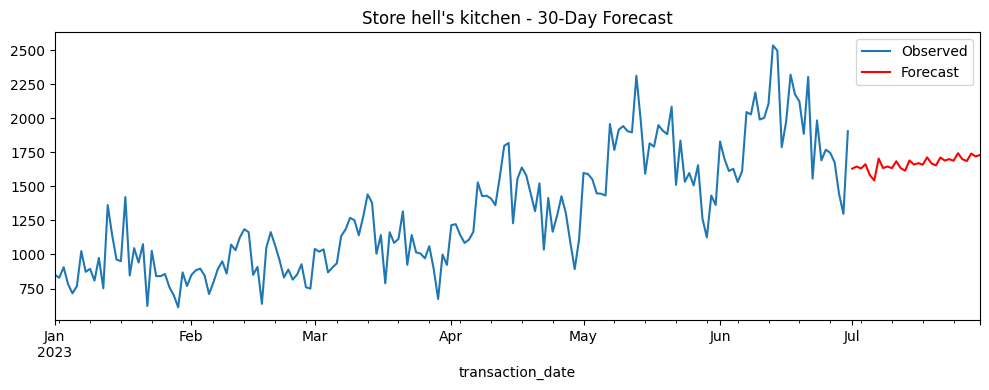 Store hell's kitchen - 30-Day Forecast
2500
2250
2000
1750
1500
1250
1000
750
Observed
Forecast
Jan Feb Mar Apr May Jun Jul
2023
transaction_date